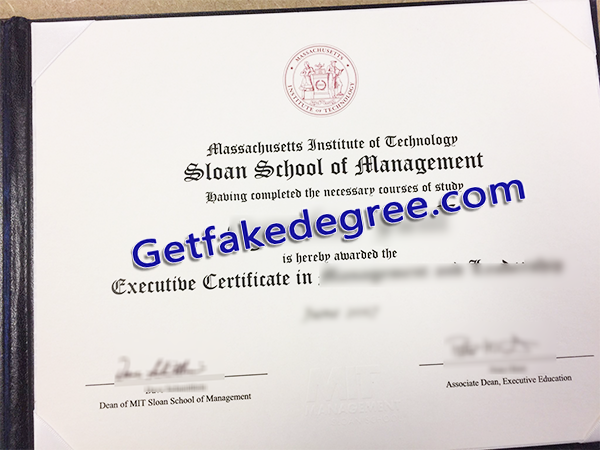 MASSACHUSETTS
INSTITUTE OF TECHNOLOGY
Massachusetts Institute of Technology
Sloan School of Management
Having completed the necessary courses of study
Getfakedegree.com
is hereby awarded the
Executive Certificate in
Dean of MIT Sloan School of Management
Associate Dean, Executive Education